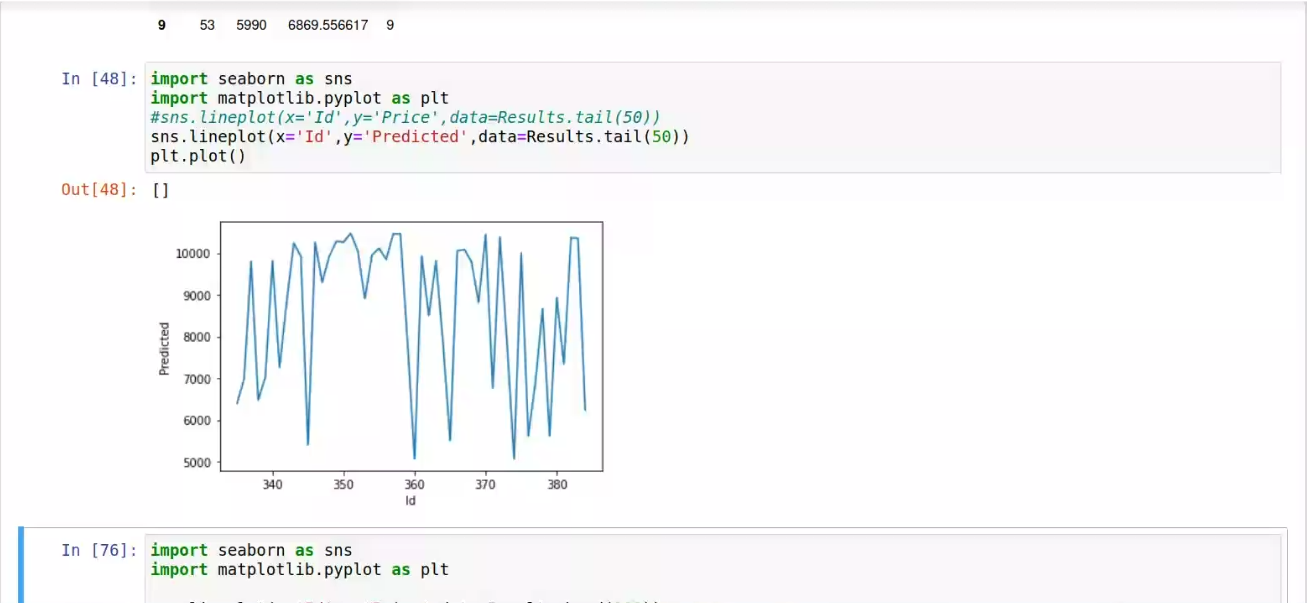 9 53 5990 6869.556617 9
In [48]: import seaborn as sns
import matplotlib.pyplot as plt
#sns.lineplot(x='Id',y='Price',data=Results.tail(50))
sns.lineplot(x='Id',y='Predicted',data=Results.tail(50))
plt.plot()
Out[48]: []
10000
9000
8000
7000
6000
5000
Predicted
340 350 360 370 380
Id
In [76]: import seaborn as sns
import matplotlib.pyplot as plt